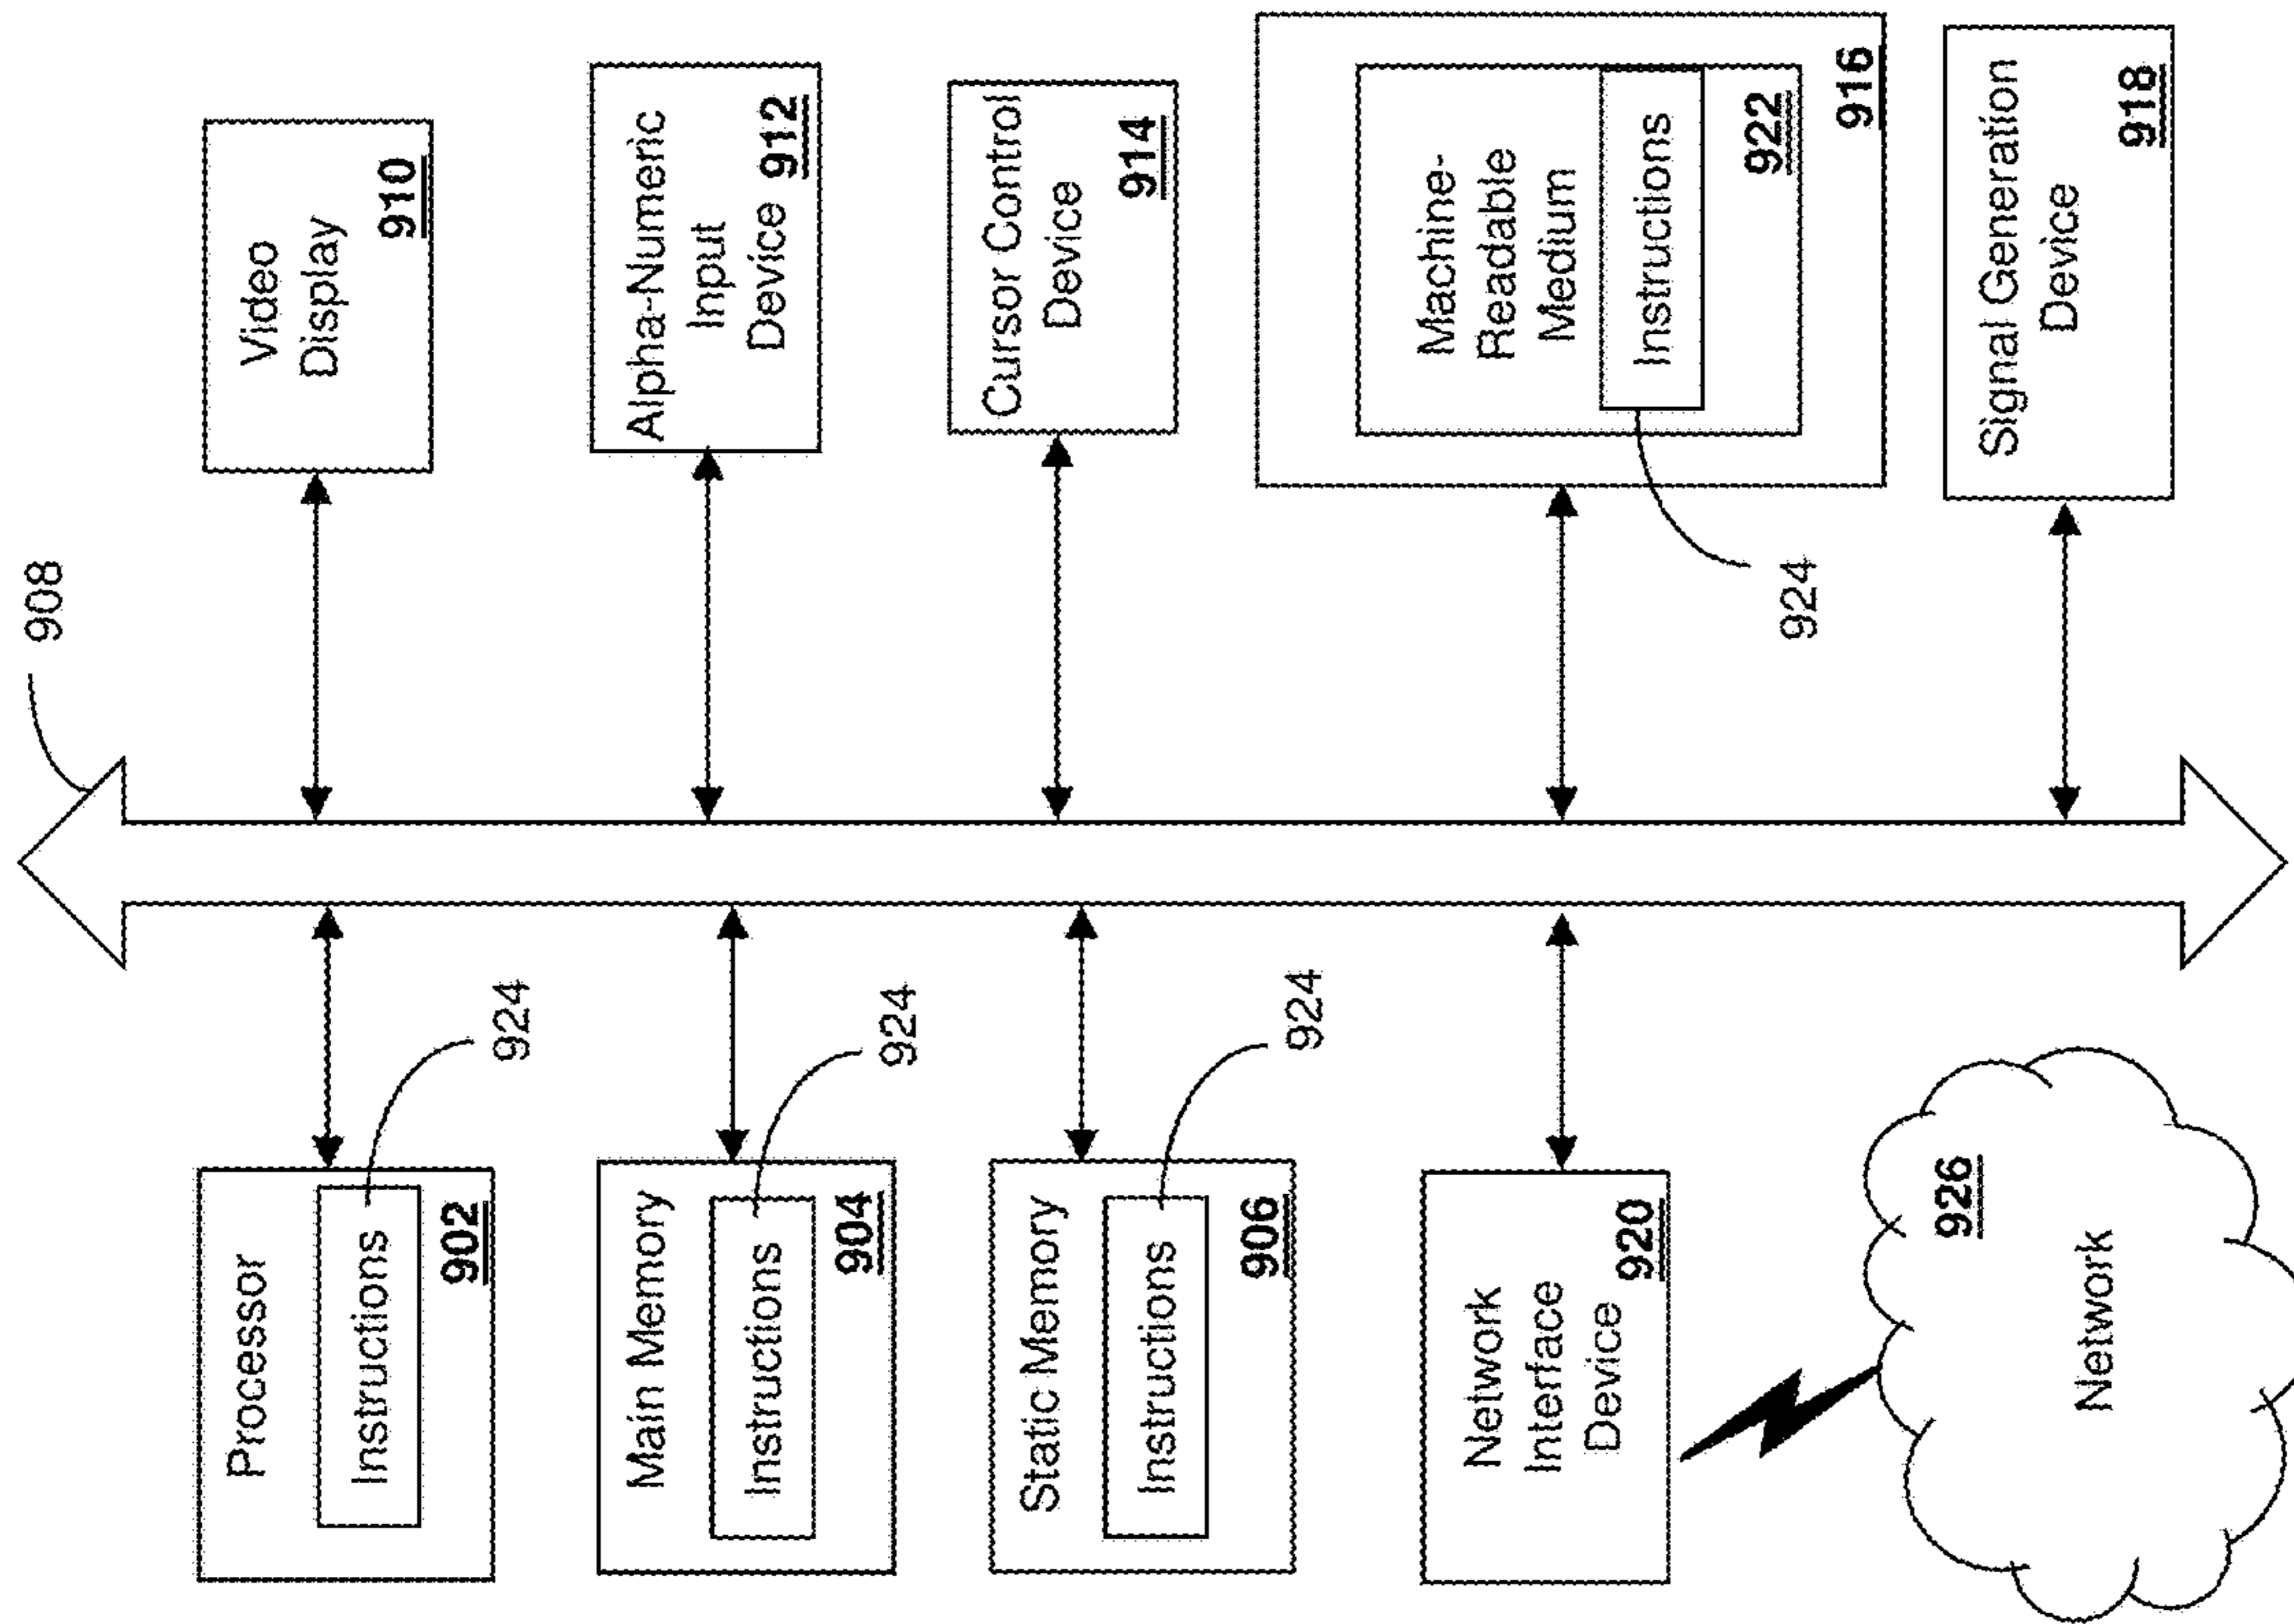 Processor
Instructions
902
924
Main Memory
Instructions
904
924
Static Memory
Instructions
906
924
Network
Interface
Device
920
926
Network
908
Video
Display
910
Alpha-Numeric
Input
Device 912
Cursor Control
Device
914
Machine-
Readable
Medium
Instructions
922
924
916
Signal Generation
Device
918